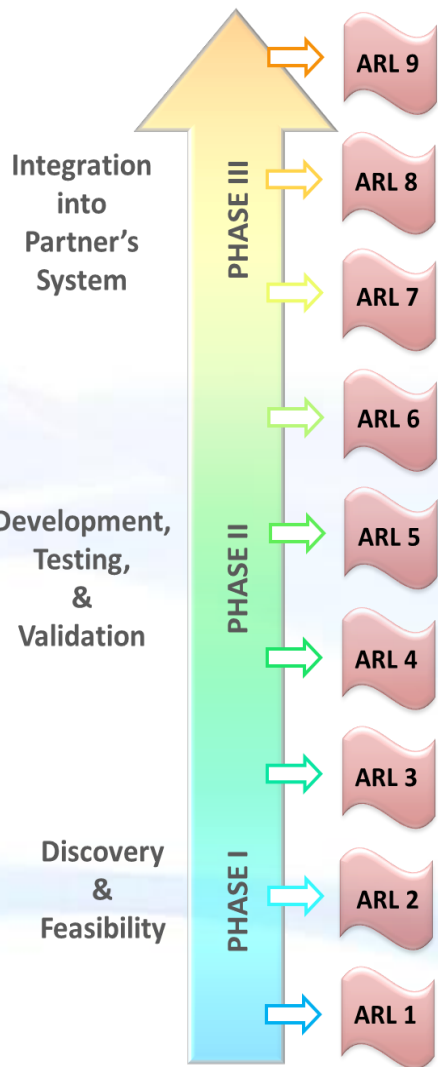 ARL 9
Integration
into
Partner's
System
PHASE III
ARL 8
ARL 7
ARL 6
Development,
Testing,
&
Validation
PHASE II
ARL 5
ARL 4
ARL 3
Discovery
&
Feasibility
PHASE I
ARL 2
ARL 1